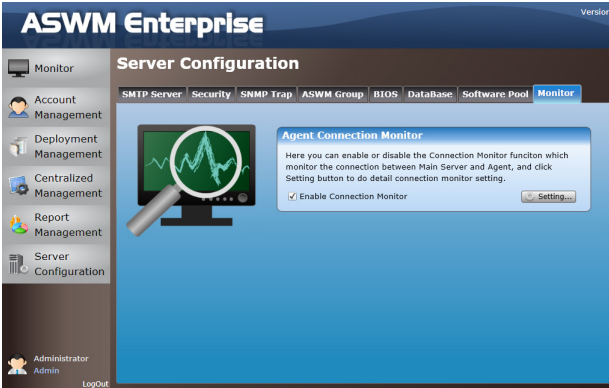 ASWM Enterprise
Version
Server Configuration
SMTP Server Security SNMP Trap ASWM Group BIOS DataBase Software Pool Monitor
Monitor
Account
Management
Deployment
Management
Centralized
Management
Report
Management
Server
Configuration
Agent Connection Monitor
Here you can enable or disable the Connection Monitor funciton which
monitor the connection between Main Server and Agent, and click
Setting button to do detail connection monitor setting.
Enable Connection Monitor
Setting...
Administrator
Admin
LogOut